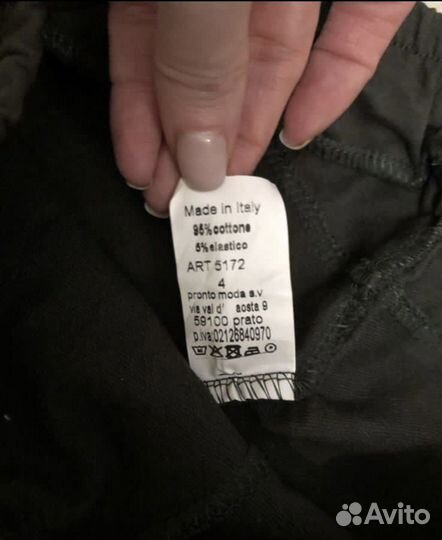 Made in Italy
95%cottone
5%elastico
ART 5172
4
pronto moda s.v
via val d' aosta 9
59100 prato
p.iva:02126840970
Avito